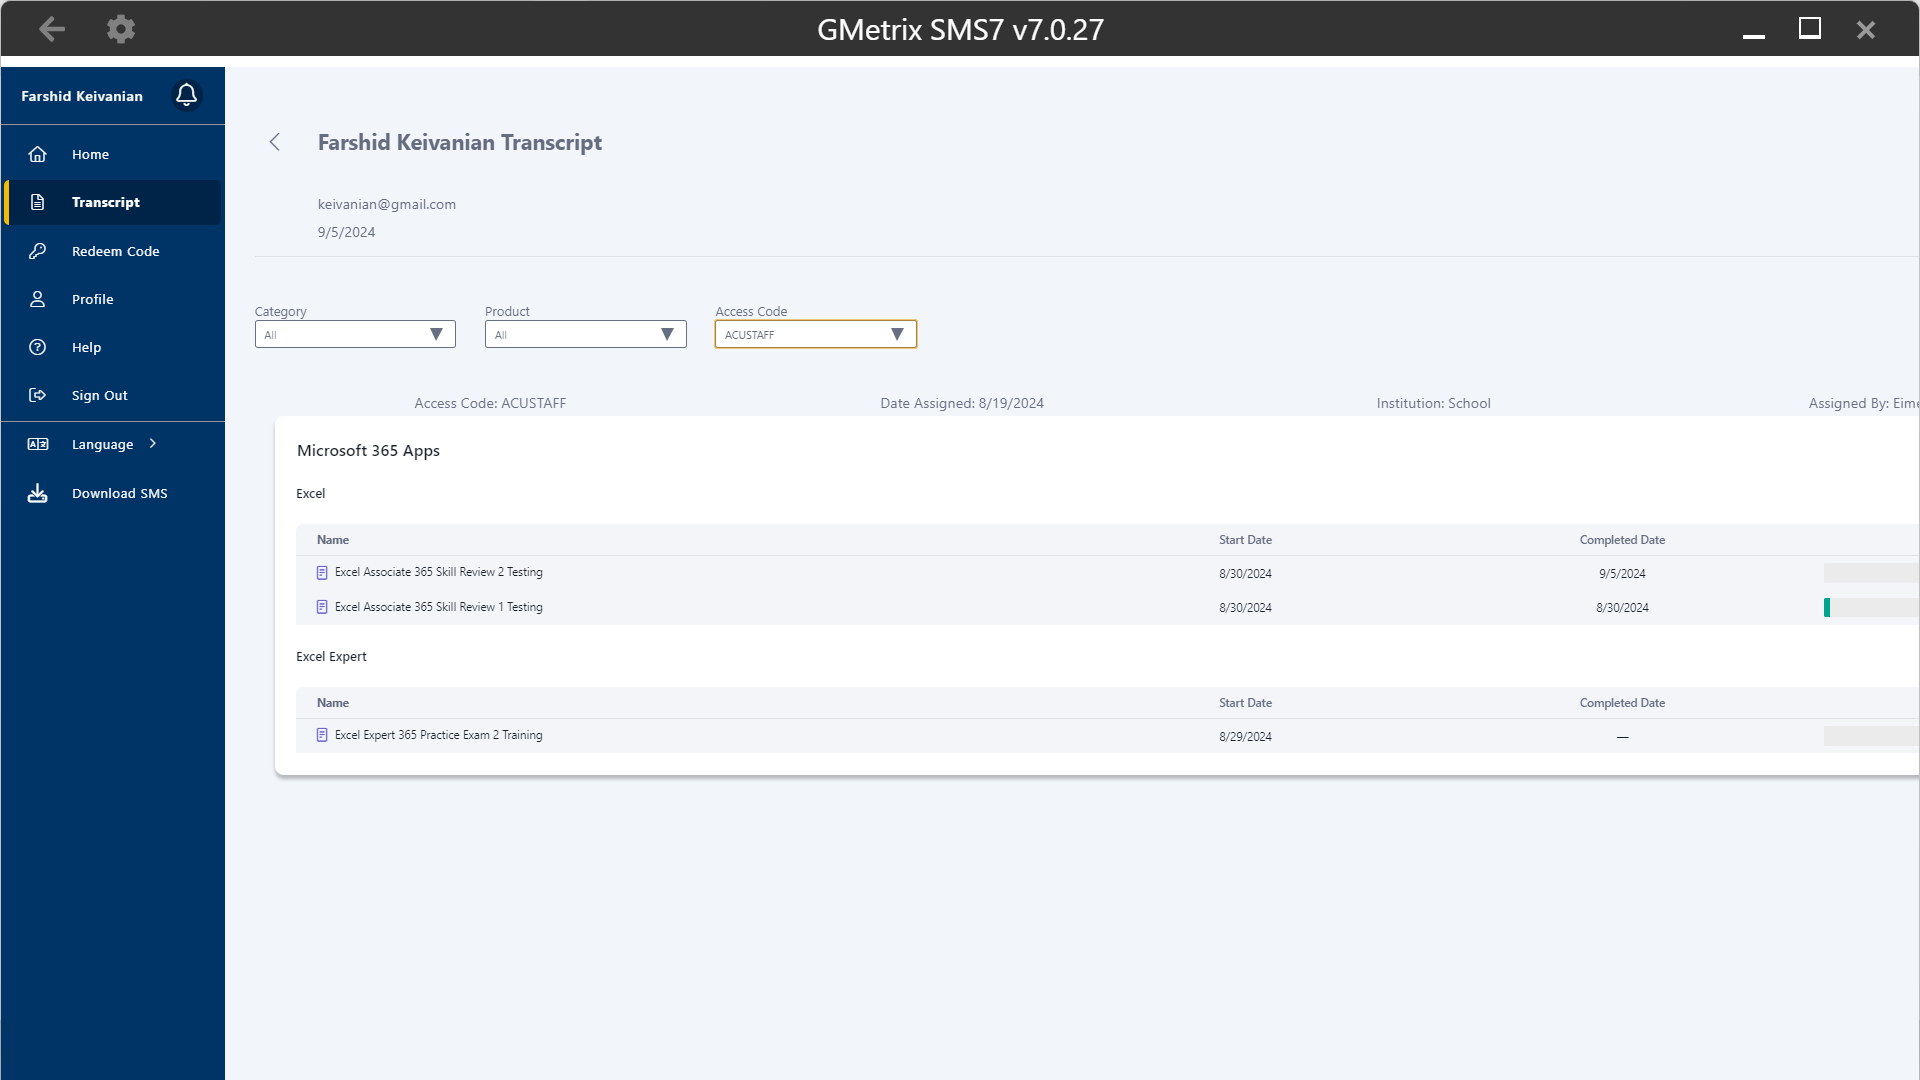 GMetrix SMS7 v7.0.27
Farshid Keivanian
Home
Transcript
Redeem Code
Profile
Help
Sign Out
Language
Download SMS
Farshid Keivanian Transcript
keivanian@gmail.com
9/5/2024
Category Product Access Code
All All ACUSTAFF
Access Code: ACUSTAFF Date Assigned: 8/19/2024 Institution: School Assigned By: Eime
Microsoft 365 Apps
Excel
Name Start Date Completed Date
Excel Associate 365 Skill Review 2 Testing 8/30/2024 9/5/2024
Excel Associate 365 Skill Review 1 Testing 8/30/2024 8/30/2024
Excel Expert
Name Start Date Completed Date
Excel Expert 365 Practice Exam 2 Training 8/29/2024 —